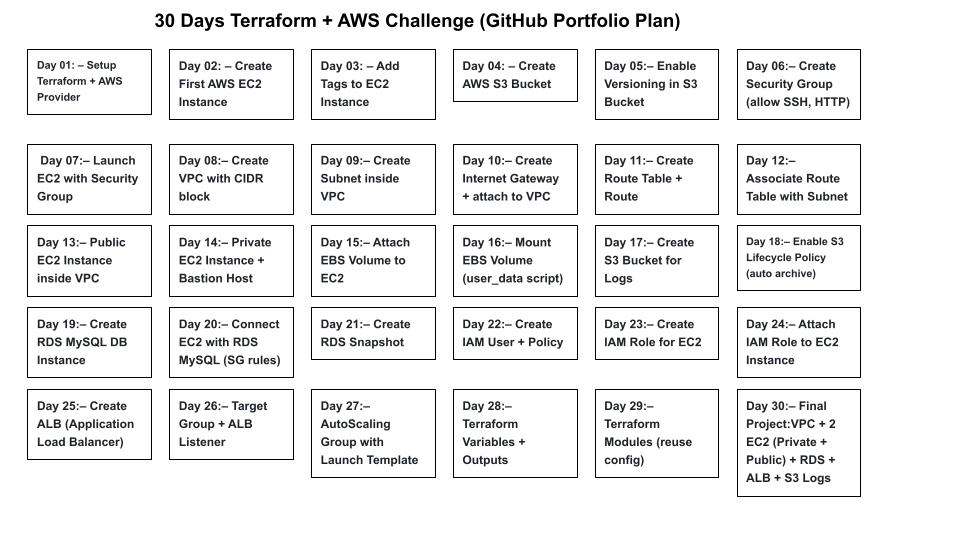 30 Days Terraform + AWS Challenge (GitHub Portfolio Plan)
Day 01: – Setup
Terraform + AWS
Provider
Day 02: – Create
First AWS EC2
Instance
Day 03: – Add
Tags to EC2
Instance
Day 04: – Create
AWS S3 Bucket
Day 05:– Enable
Versioning in S3
Bucket
Day 06:– Create
Security Group
(allow SSH, HTTP)
Day 07:– Launch
EC2 with Security
Group
Day 08:– Create
VPC with CIDR
block
Day 09:– Create
Subnet inside
VPC
Day 10:– Create
Internet Gateway
+ attach to VPC
Day 11:– Create
Route Table +
Route
Day 12:–
Associate Route
Table with Subnet
Day 13:– Public
EC2 Instance
inside VPC
Day 14:– Private
EC2 Instance +
Bastion Host
Day 15:– Attach
EBS Volume to
EC2
Day 16:– Mount
EBS Volume
(user_data script)
Day 17:– Create
S3 Bucket for
Logs
Day 18:– Enable S3
Lifecycle Policy
(auto archive)
Day 19:– Create
RDS MySQL DB
Instance
Day 20:– Connect
EC2 with RDS
MySQL (SG rules)
Day 21:– Create
RDS Snapshot
Day 22:– Create
IAM User + Policy
Day 23:– Create
IAM Role for EC2
Day 24:– Attach
IAM Role to EC2
Instance
Day 25:– Create
ALB (Application
Load Balancer)
Day 26:– Target
Group + ALB
Listener
Day 27:–
AutoScaling
Group with
Launch Template
Day 28:–
Terraform
Variables +
Outputs
Day 29:–
Terraform
Modules (reuse
config)
Day 30:– Final
Project:VPC + 2
EC2 (Private +
Public) + RDS +
ALB + S3 Logs